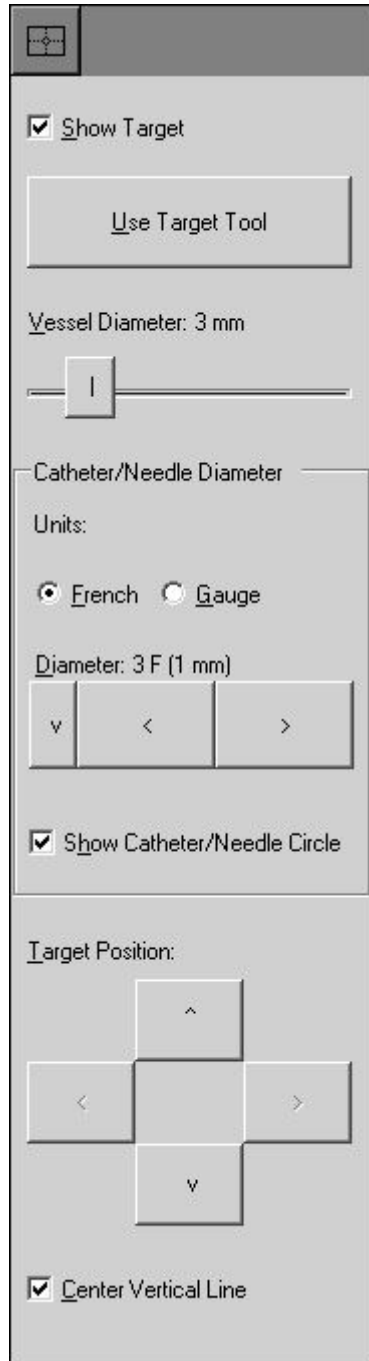 Show Target
Use Target Tool
Vessel Diameter: 3 mm
Catheter/Needle Diameter
Units:
French Gauge
Diameter: 3 F (1 mm)
v < >
Show Catheter/Needle Circle
Target Position:
^
< >
v
Center Vertical Line